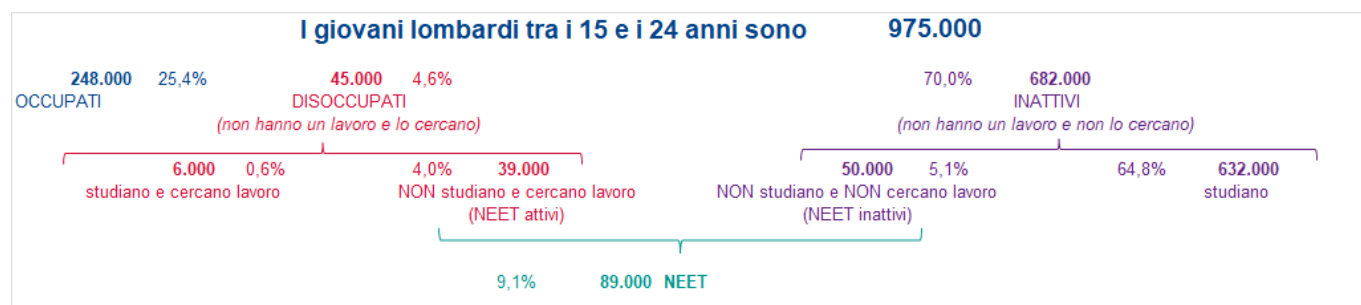 I giovani lombardi tra i 15 e i 24 anni sono 975.000
248.000 25,4% 45.000 4,6% 70,0% 682.000
OCCUPATI DISOCCUPATI INATTIVI
(non hanno un lavoro e lo cercano) (non hanno un lavoro e non lo cercano)
6.000 0,6% 4,0% 39.000 50.000 5,1% 64,8% 632.000
studiano e cercano lavoro NON studiano e cercano lavoro NON studiano e NON cercano lavoro studiano
(NEET attivi) (NEET inattivi)
9,1% 89.000 NEET